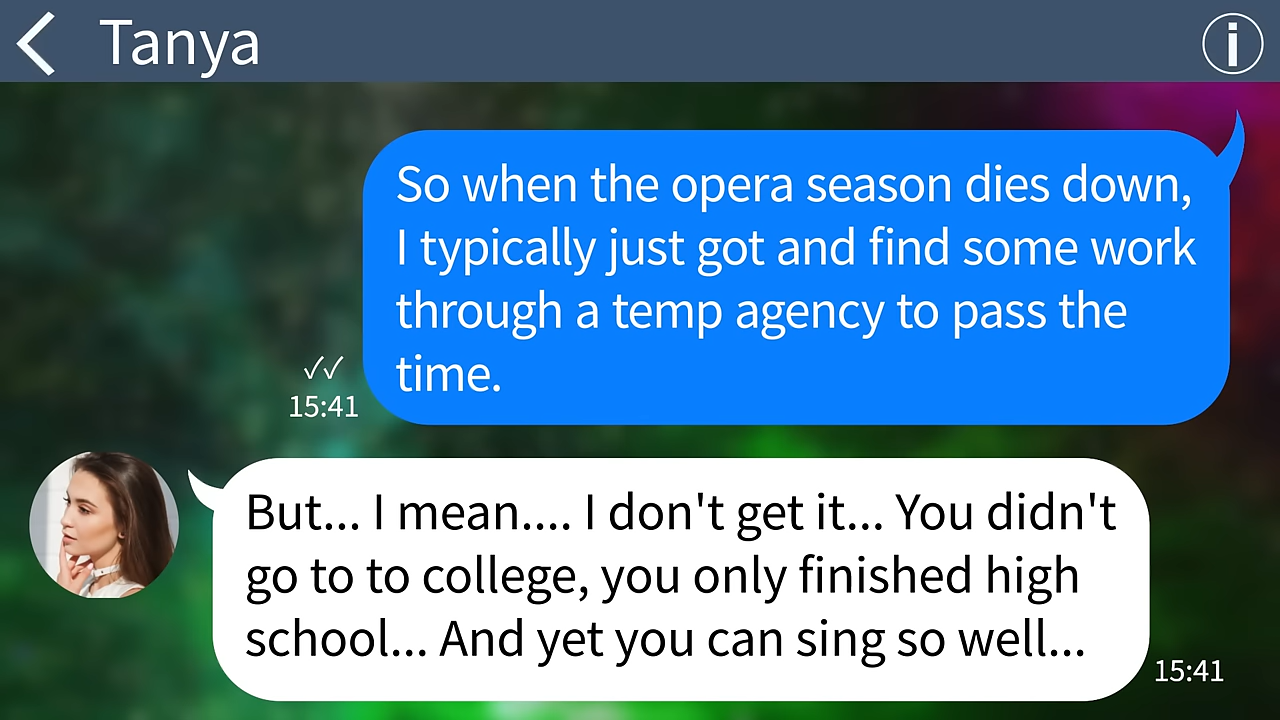 Tanya
So when the opera season dies down,
I typically just got and find some work
through a temp agency to pass the
time.
15:41
But... I mean.... I don't get it... You didn't
go to to college, you only finished high
school... And yet you can sing so well...
15:41